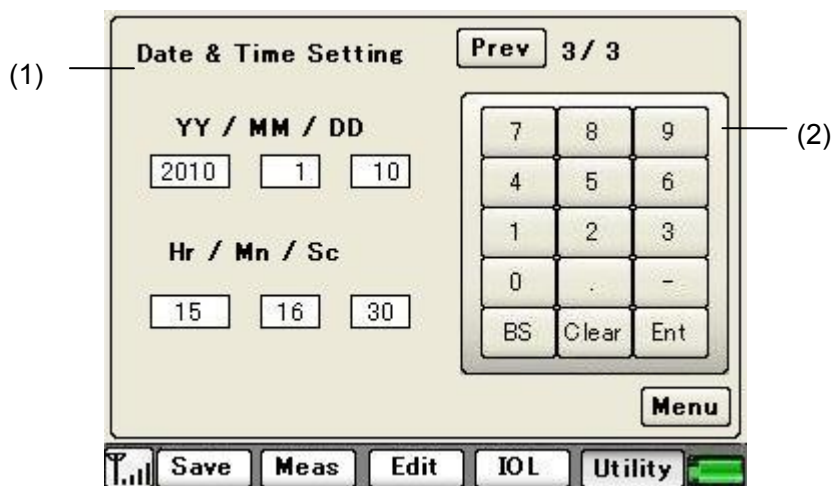 Date & Time Setting
Prev 3/ 3
(1)
(2)
YY / MM / DD
2010 1 10
Hr / Mn / Sc
15 16 30
7 8 9
4 5 6
1 2 3
0 . -
BS Clear Ent
Menu
Save Meas Edit IOL Utility